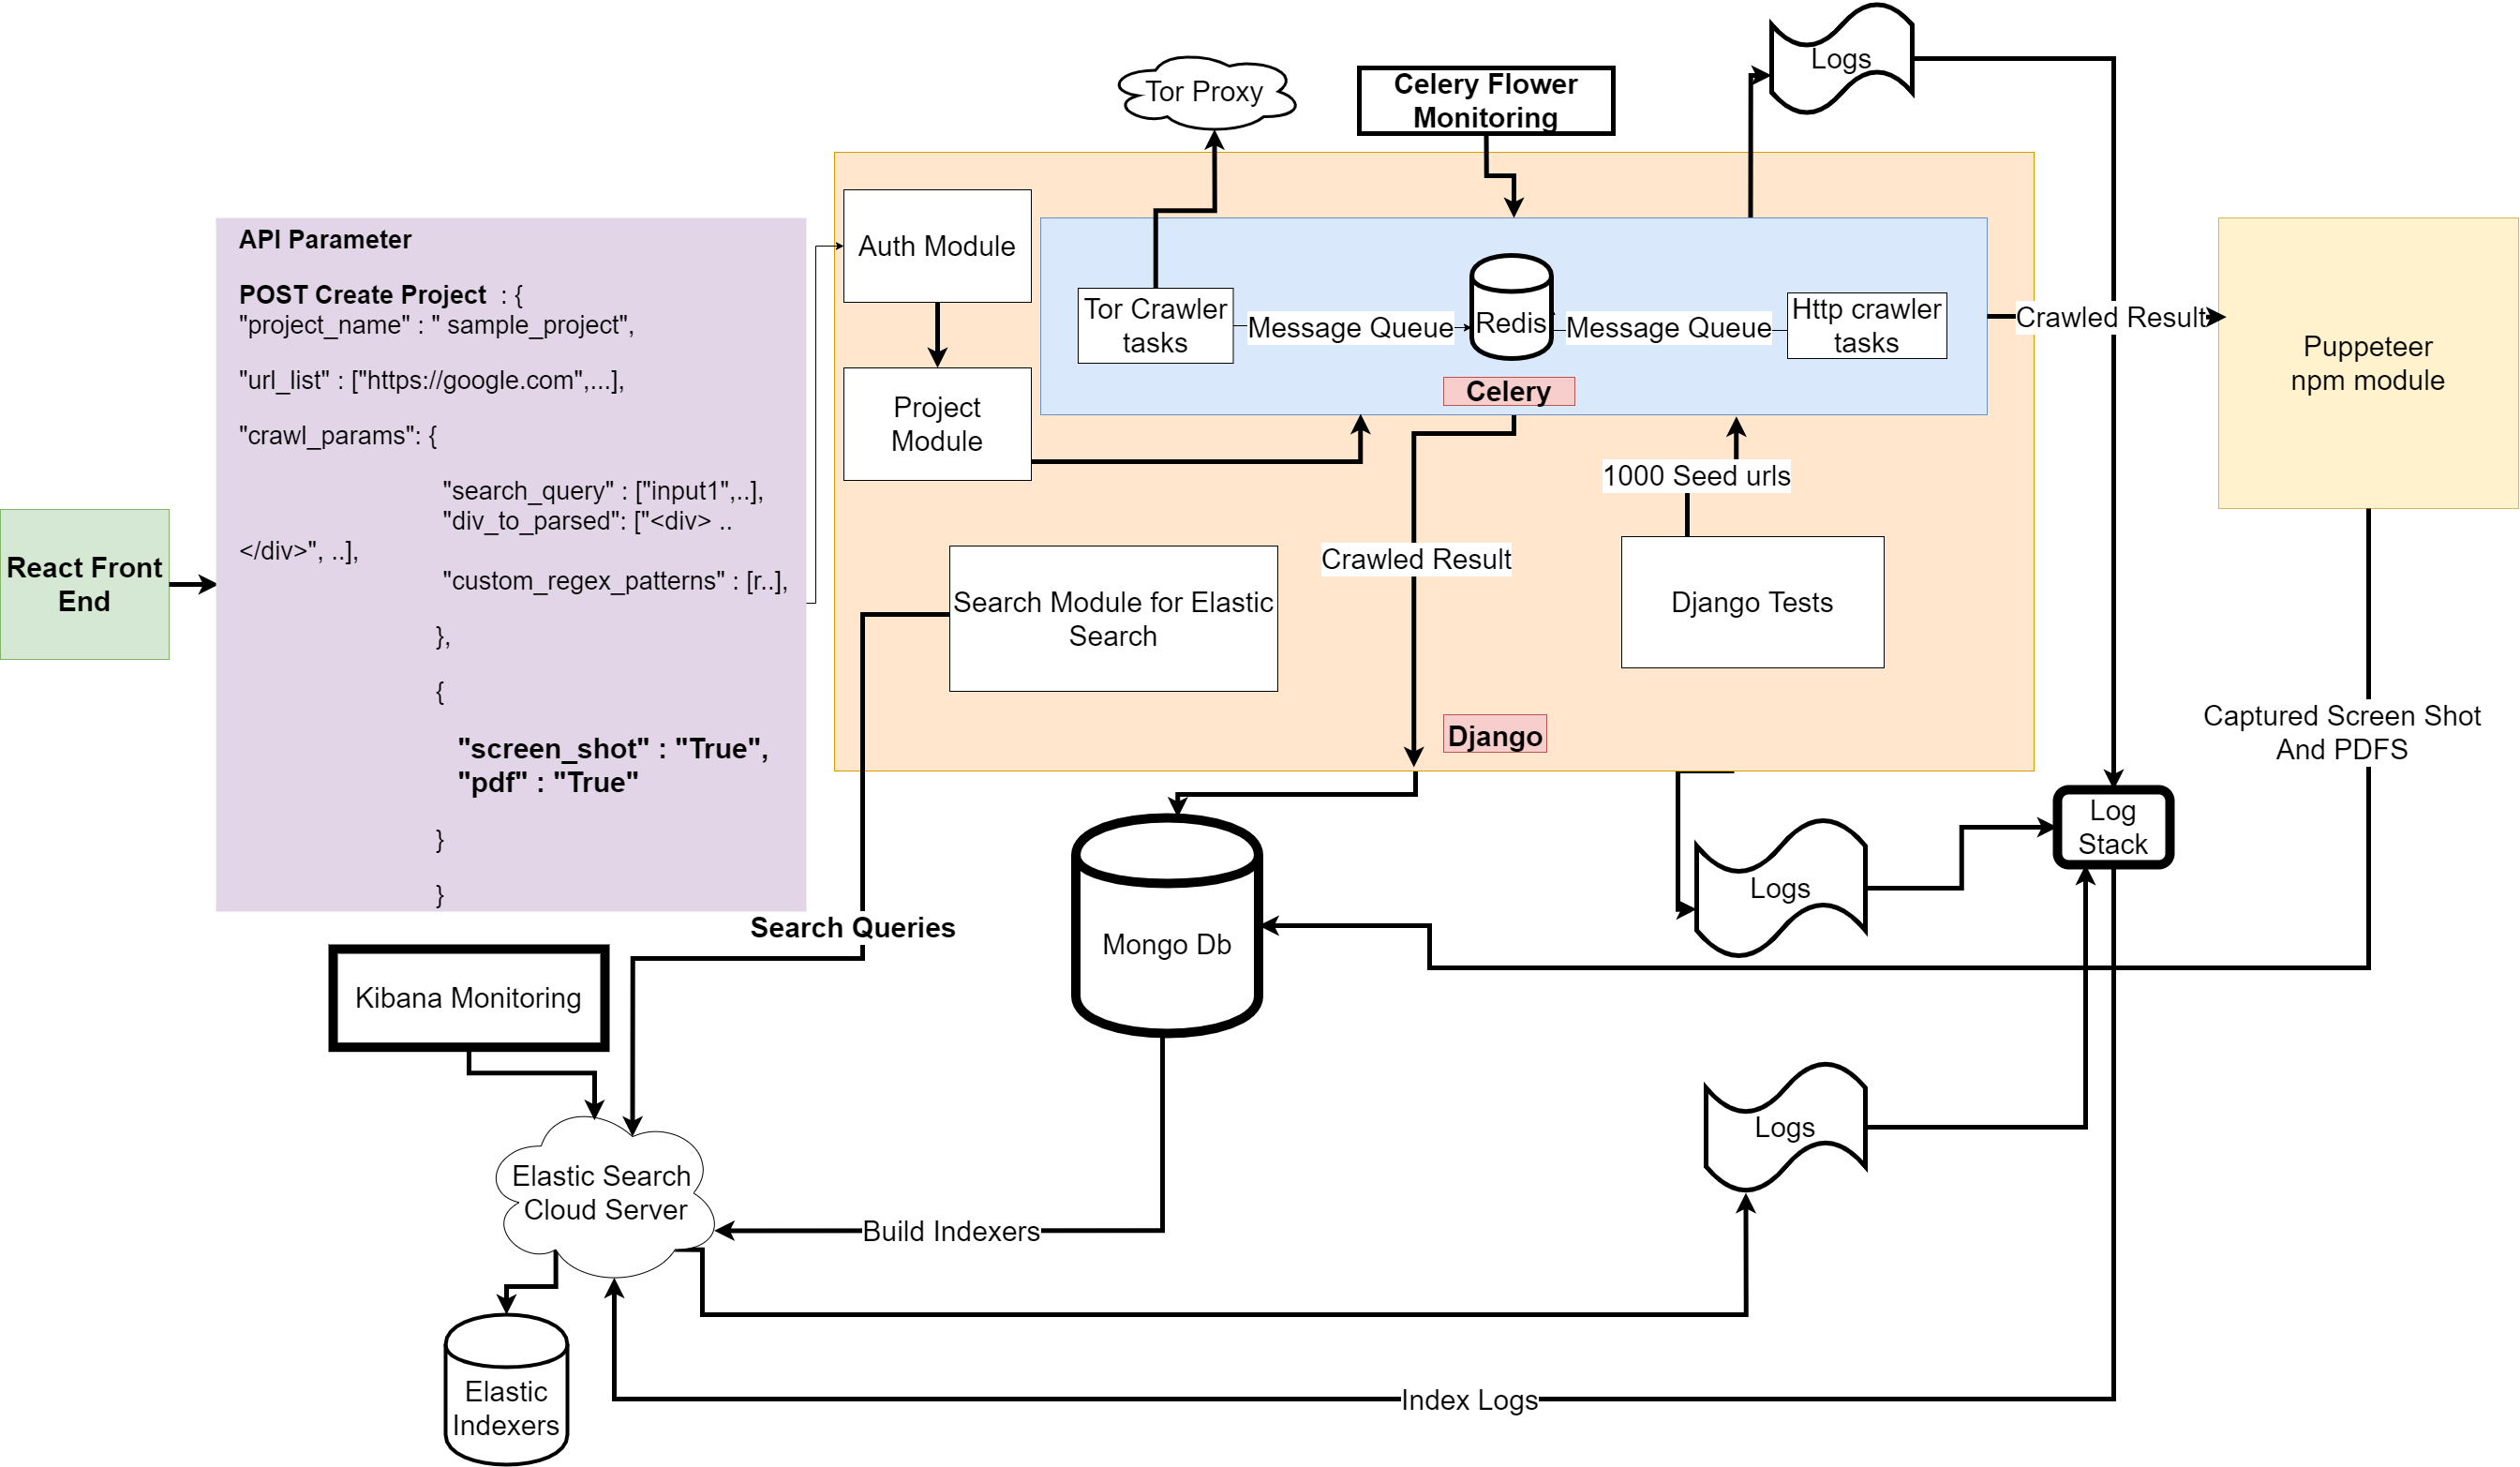 Logs
Tor Proxy
Celery Flower
Monitoring
API Parameter
POST Create Project  : {
"project_name" : " sample_project",
"url_list" : ["https://google.com",...],
"crawl_params": {
"search_query" : ["input1",..],
"div_to_parsed": ["<div> ..
</div>", ..],
"custom_regex_patterns" : [r..],
},
{
"screen_shot" : "True",
"pdf" : "True"
}
}
React Front
End
Auth Module
Project
Module
Tor Crawler
tasks
Message Queue
Redis
Message Queue
Http crawler
tasks
Celery
Crawled Result
Puppeteer
npm module
1000 Seed urls
Crawled Result
Search Module for Elastic
Search
Django Tests
Django
Captured Screen Shot
And PDFS
Log
Stack
Logs
Search Queries
Mongo Db
Kibana Monitoring
Logs
Elastic Search
Cloud Server
Build Indexers
Elastic
Indexers
Index Logs